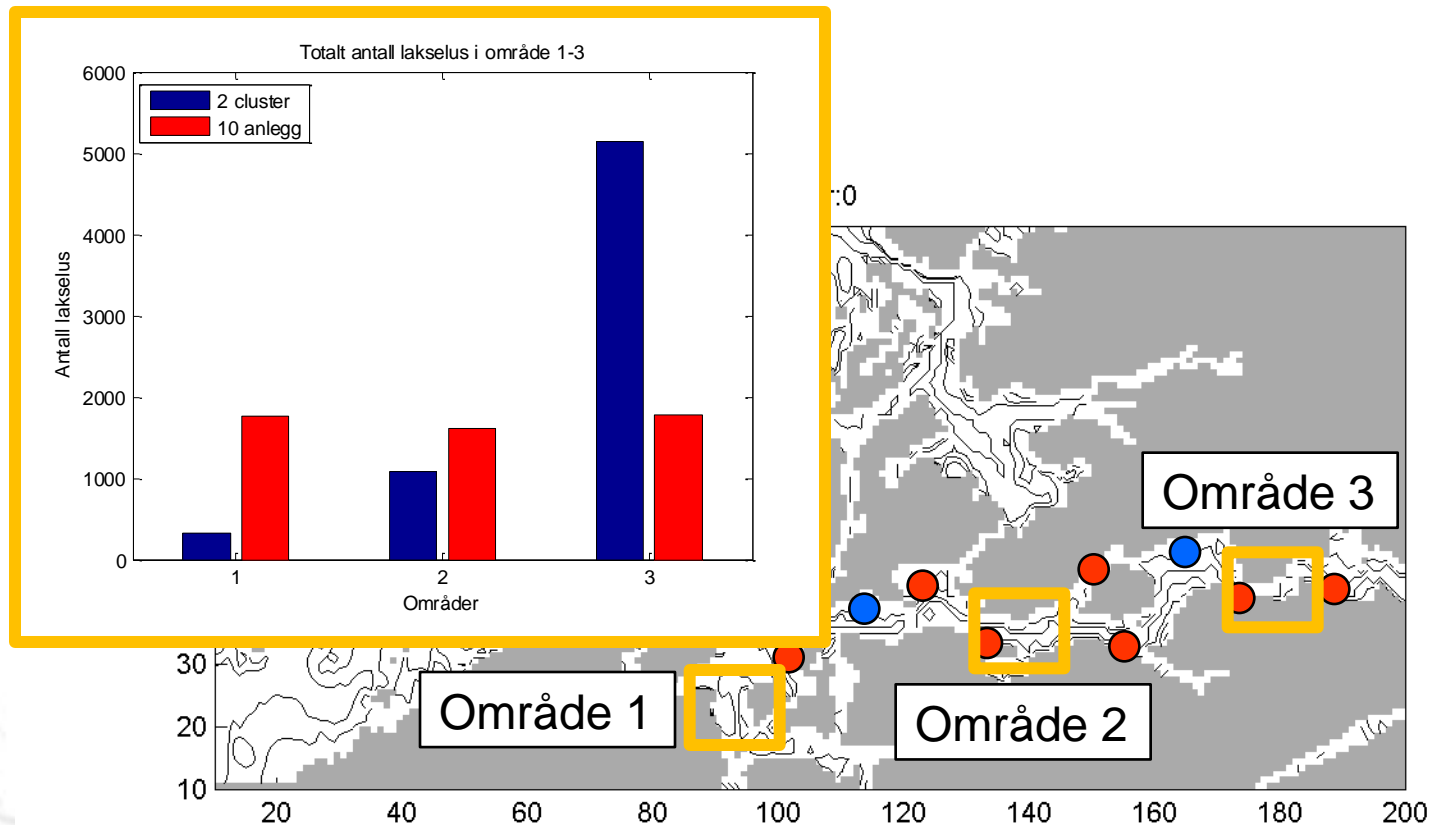 Totalt antall lakselus i område 1-3
6000
5000
4000
3000
2000
1000
0
Antall lakselus
2 cluster
10 anlegg
1 2 3
Områder
r:0
Område 3
Område 1
Område 2
30
20
10
20 40 60 80 100 120 140 160 180 200